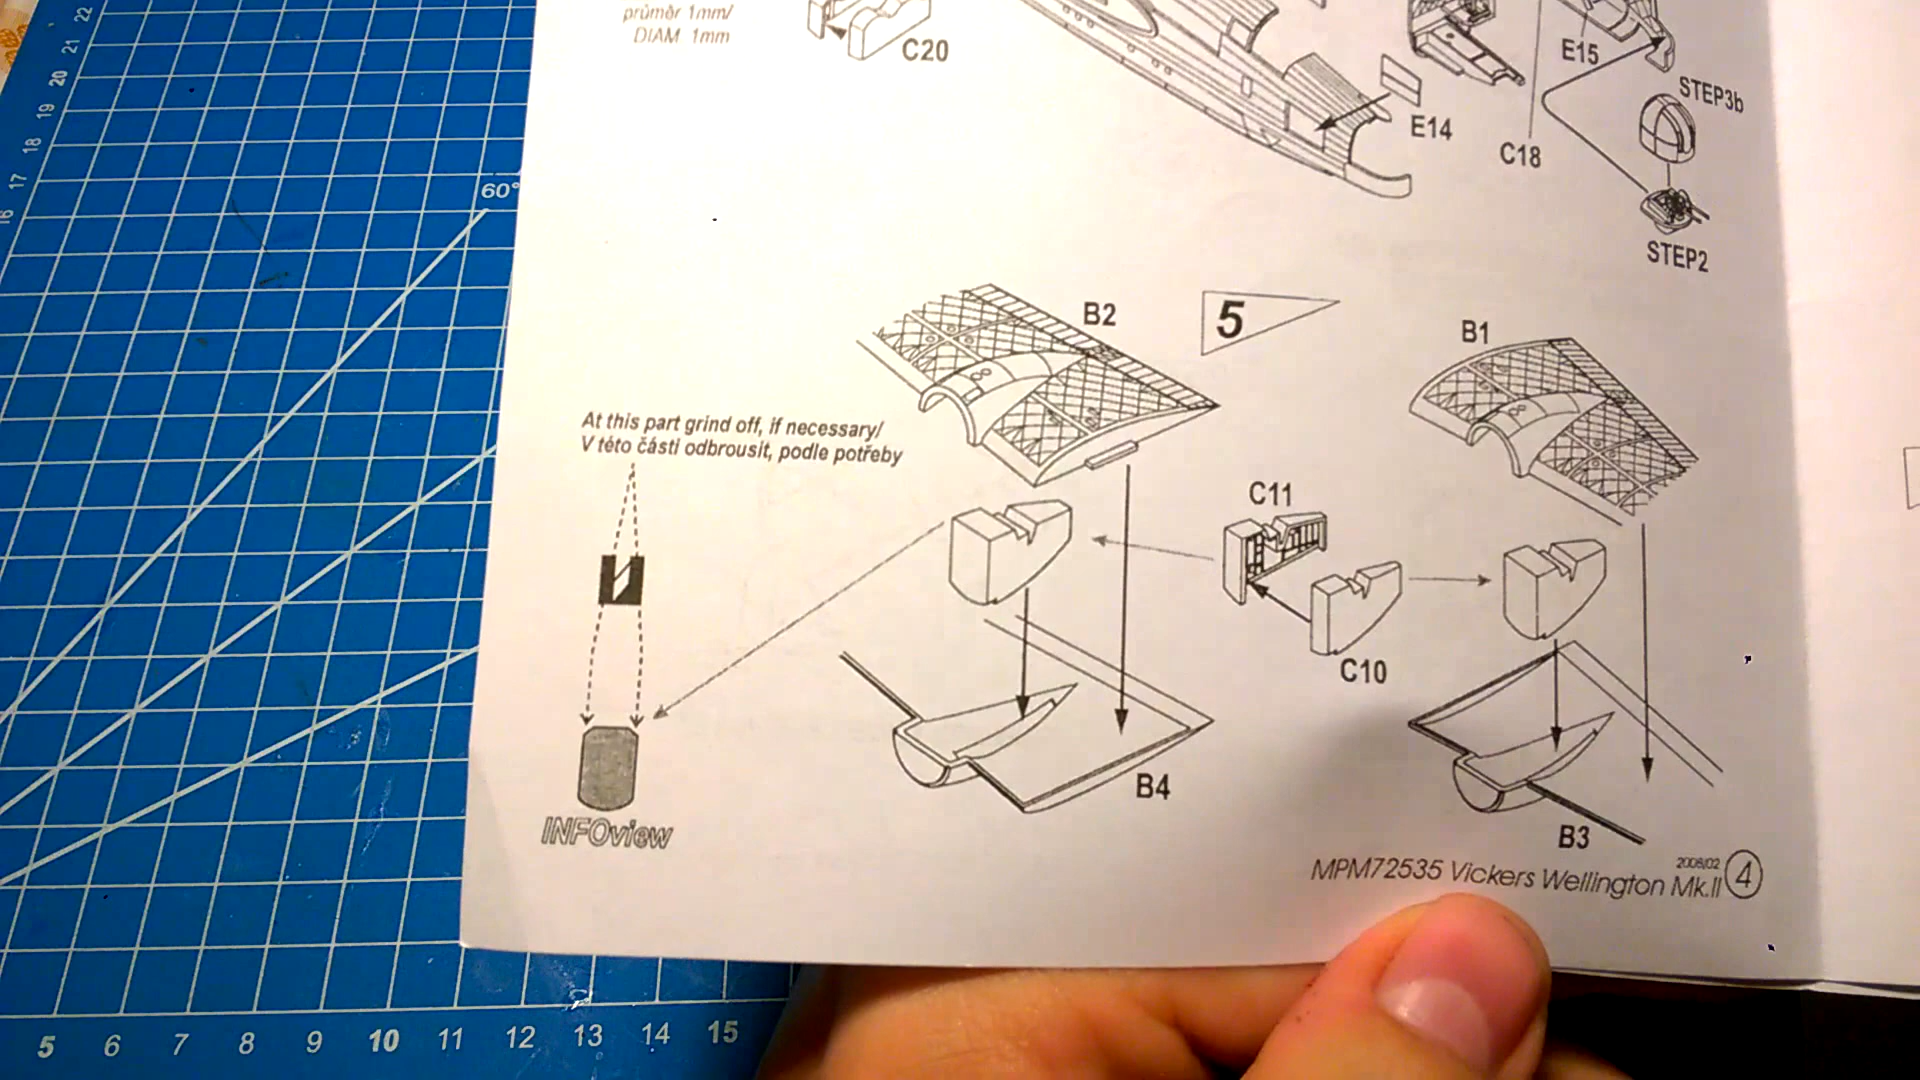 průměr 1mm/
DIAM 1mm
C20
E15
STEP3b
E14
C18
STEP2
B2
5
B1
At this part grind off, if necessary/
V této části odbrousit, podle potřeby
C11
C10
B4
B3
INFOview
MPM72535 Vickers Wellington Mk.II
2008/02
4
22
21
20
19
18
17
16
60°
5 6 7 8 9 10 11 12 13 14 15